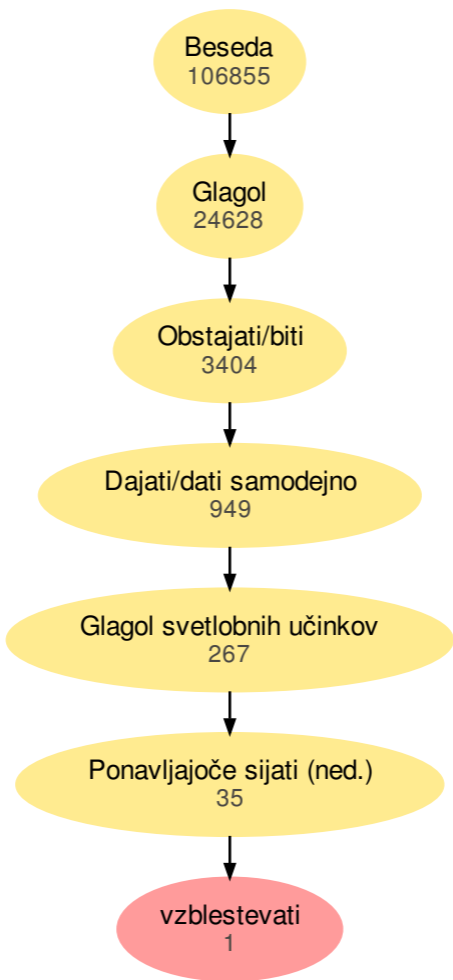 Beseda
106855
Glagol
24628
Obstajati/biti
3404
Dajati/dati samodejno
949
Glagol svetlobnih učinkov
267
Ponavljajoče sijati (ned.)
35
vzblestevati
1